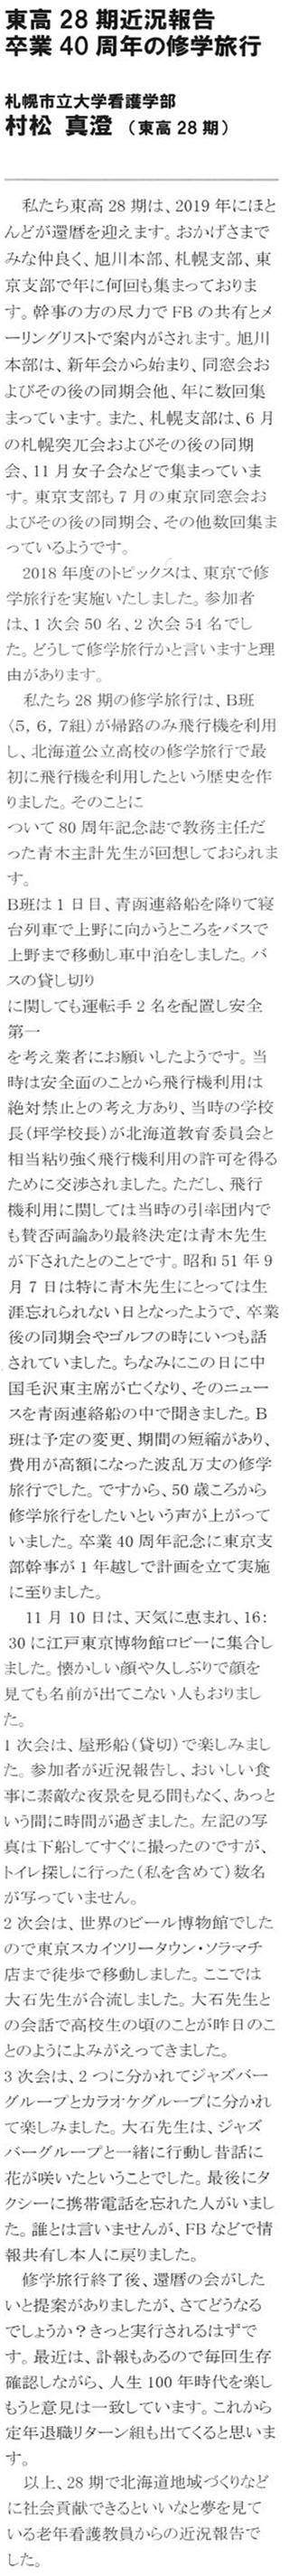 東高 28 期近況報告
卒業 40 周年の修学旅行
札幌市立大学看護学部
村松 真澄 （東高 28 期）
私たち東高 28 期は、2019 年にほと
んどが還暦を迎えます。おかげさまで
みな仲良く、旭川本部、札幌支部、東
京支部で年に何回も集まっておりま
す。幹事の方の尽力で FB の共有とメ
ーリングリストで案内がされます。旭川
本部は、新年会から始まり、同窓会お
よびその後の同期会他、年に数回集
まっています。また、札幌支部は、6 月
の札幌突兀会およびその後の同期
会、11 月女子会などで集まっていま
す。東京支部も 7 月の東京同窓会お
よびその後の同期会、その他数回集ま
っているようです。
2018 年度のトピックスは、東京で修
学旅行を実施いたしました。参加者
は、1 次会 50 名、2 次会 54 名でし
た。どうして修学旅行かと言いますと理
由があります。
私たち 28 期の修学旅行は、B班
（5, 6, 7組）が帰路のみ飛行機を利用
し、北海道公立高校の修学旅行で最
初に飛行機を利用したという歴史を作
りました。そのことに
ついて 80 周年記念誌で教務主任だ
った青木主計先生が回想しておられま
す。
B班は 1 日目、青函連絡船を降りて寝
台列車で上野に向かうところをバスで
上野まで移動し車中泊をしました。バ
スの貸し切り
に関しても運転手 2 名を配置し安全
第一
を考え業者にお願いしたようです。当
時は安全面のことから飛行機利用は
絶対禁止との考え方あり、当時の学校
長（坪学校長）が北海道教育委員会と
相当粘り強く飛行機利用の許可を得る
ために交渉されました。ただし、飛行
機利用に関しては当時の引率団内で
も賛否両論あり最終決定は青木先生
が下されたとのことです。昭和 51 年 9
月 7 日は特に青木先生にとっては生
涯忘れられない日となったようで、卒業
後の同期会やゴルフの時にいつも話
されていました。ちなみにこの日に中
国毛沢東主席が亡くなり、そのニュー
スを青函連絡船の中で聞きました。B
班は予定の変更、期間の短縮があり、
費用が高額になった波乱万丈の修学
旅行でした。ですから、50 歳ころから
修学旅行をしたいという声が上がって
いました。卒業 40 周年記念に東京支
部幹事が 1 年越しで計画を立て実施
に至りました。
11 月 10 日は、天気に恵まれ、16：
30 に江戸東京博物館ロビーに集合し
ました。懐かしい顔や久しぶりで顔を
見ても名前が出てこない人もおりまし
た。
1 次会は、屋形船（貸切）で楽しみまし
た。参加者が近況報告し、おいしい食
事に素敵な夜景を見る間もなく、あっと
いう間に時間が過ぎました。左記の写
真は下船してすぐに撮ったのですが、
トイレ探しに行った（私を含めて）数名
が写っていません。
2 次会は、世界のビール博物館でした
ので東京スカイツリータウン・ソラマチ
店まで徒歩で移動しました。ここでは
大石先生が合流しました。大石先生と
の会話で高校生の頃のことが昨日のこ
とのようによみがえってきました。
3 次会は、2 つに分かれてジャズバー
グループとカラオケグループに分かれ
て楽しみました。大石先生は、ジャズ
バーグループと一緒に行動し昔話に
花が咲いたということでした。最後にタ
クシーに携帯電話を忘れた人がいまし
た。誰とは言いませんが、FB などで情
報共有し本人に戻りました。
修学旅行終了後、還暦の会がした
いと提案がありましたが、さてどうなる
でしょうか？きっと実行されるはずで
す。最近は、訃報もあるので毎回生存
確認しながら、人生 100 年時代を楽し
もうと意見は一致しています。これから
定年退職リターン組も出てくると思いま
す。
以上、28 期で北海道地域づくりなど
に社会貢献できるといいなと夢を見て
いる老年看護教員からの近況報告で
した。